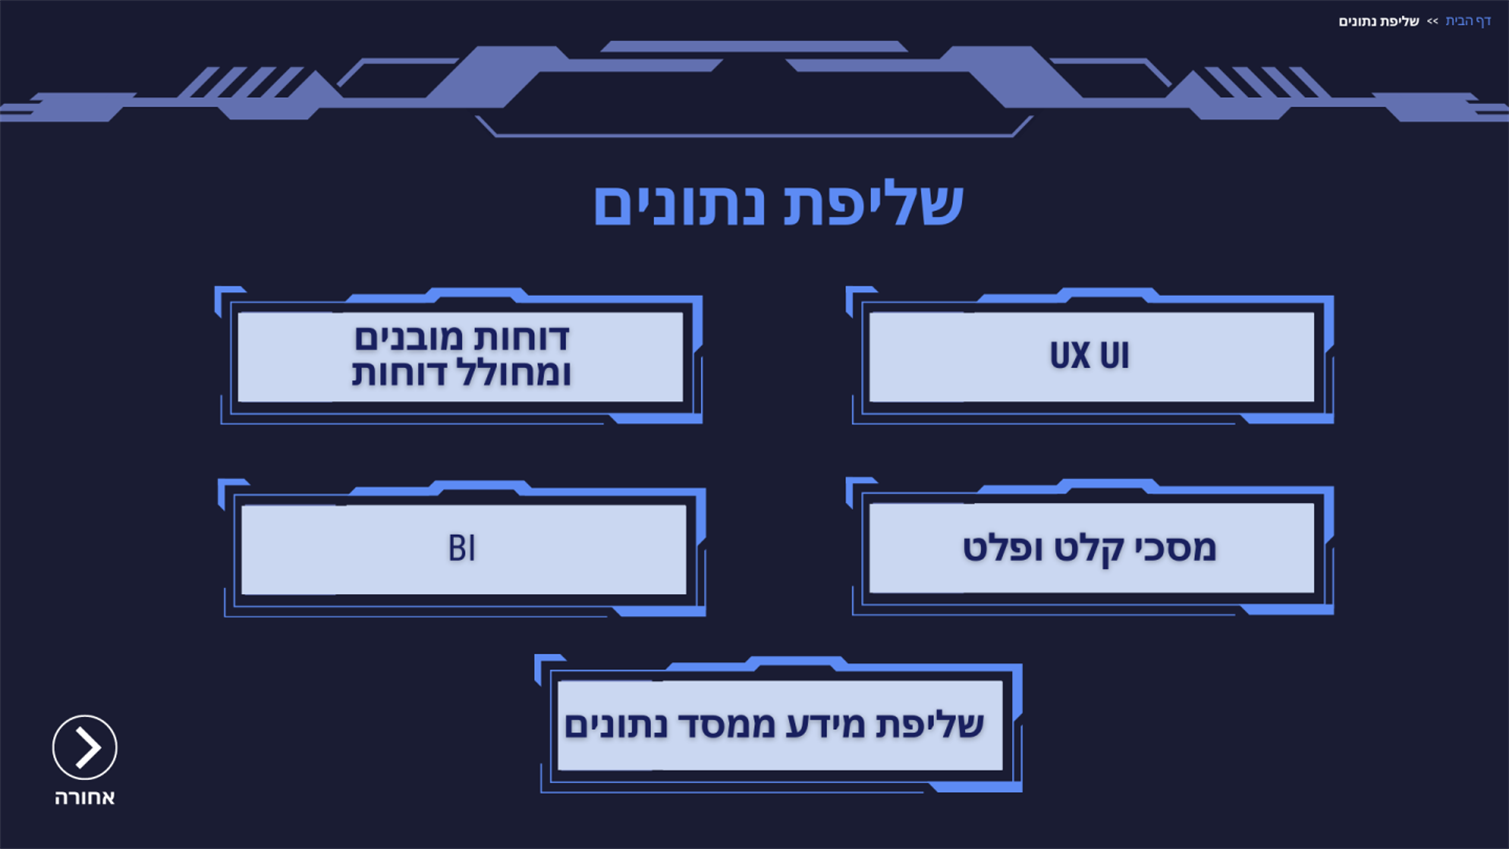 דף הבית >> שליפת נתונים
שליפת נתונים
UX UI
דוחות מובנים
ומחולל דוחות
מסכי קלט ופלט
BI
שליפת מידע ממסד נתונים
אחורה